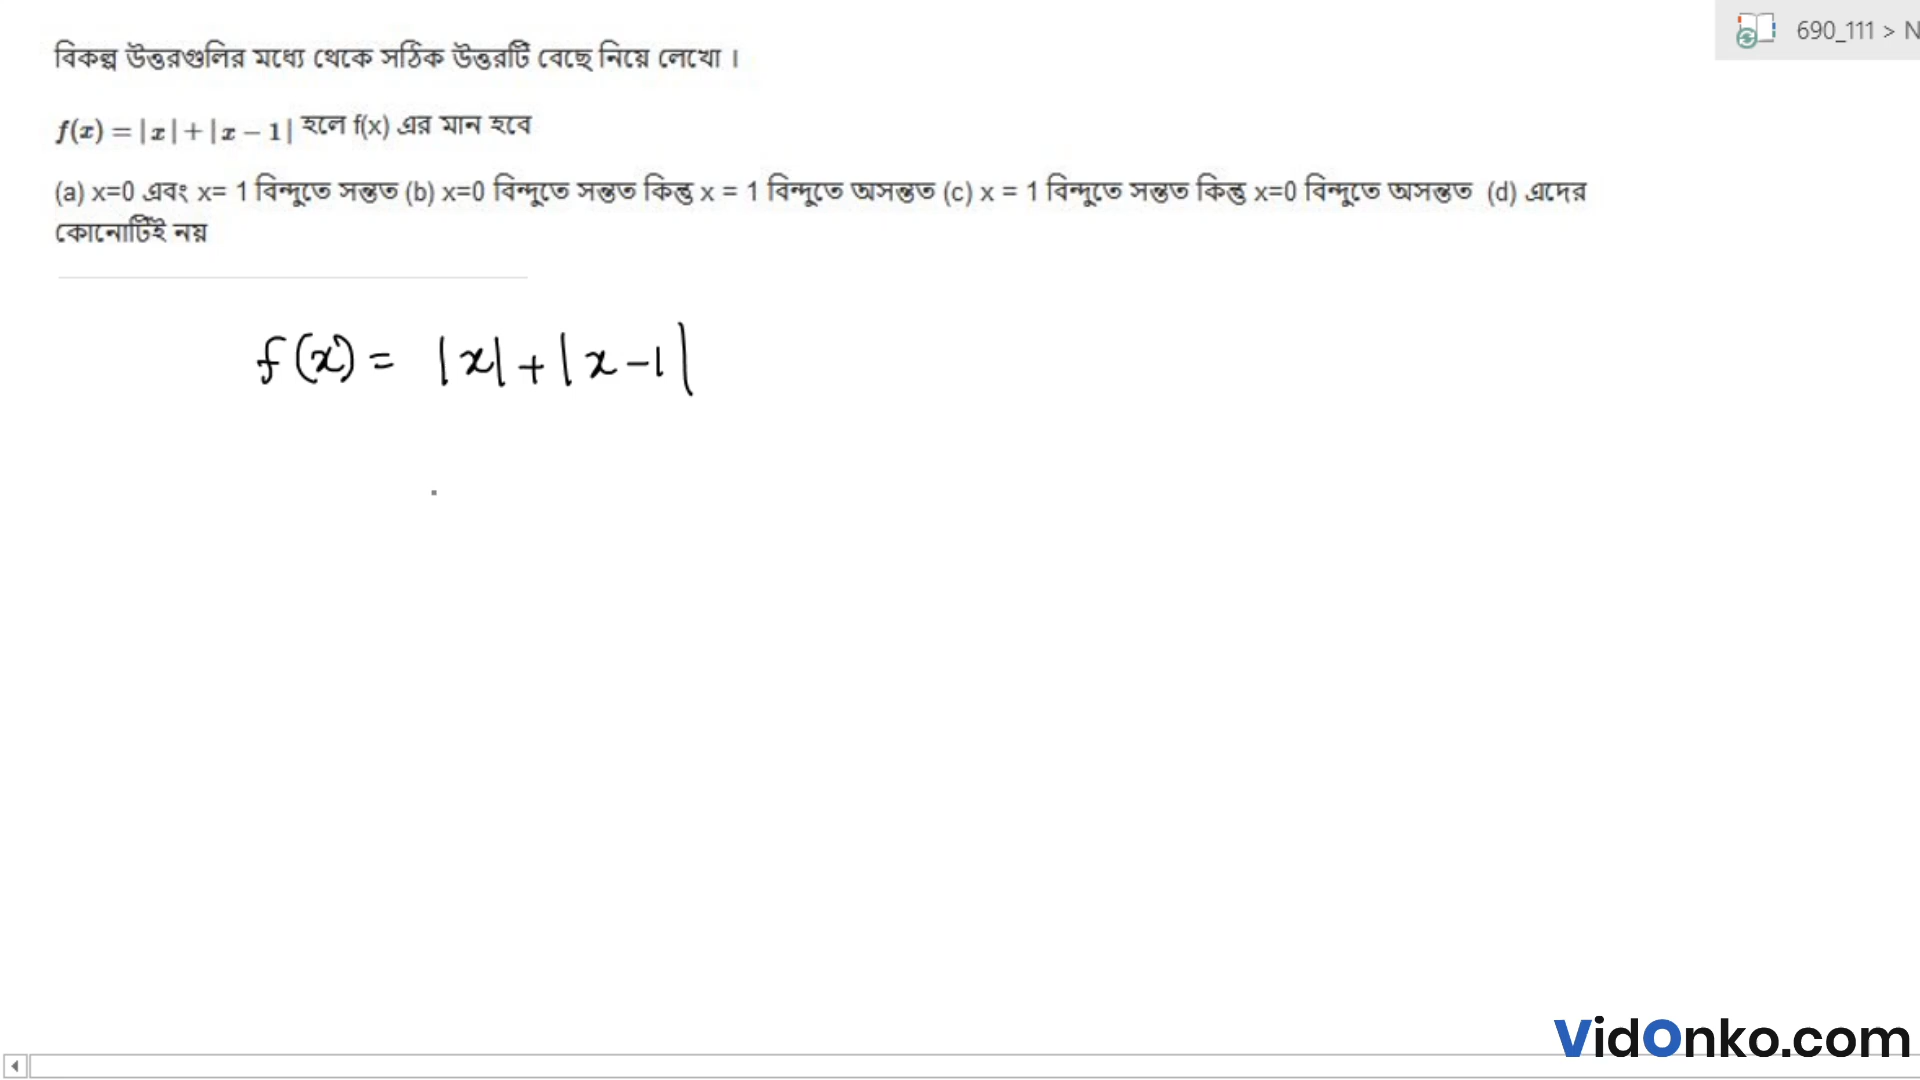 690_111 > N
বিকল্প উত্তরগুলির মধ্যে থেকে সঠিক উত্তরটি বেছে নিয়ে লেখো ।
f(x) = |x| + |x − 1| হলে f(x) এর মান হবে
(a) x=0 এবং x= 1 বিন্দুতে সন্তত (b) x=0 বিন্দুতে সন্তত কিন্তু x = 1 বিন্দুতে অসন্তত (c) x = 1 বিন্দুতে সন্তত কিন্তু x=0 বিন্দুতে অসন্তত (d) এদের
কোনোটিই নয়
f(x) = |x| + |x − 1|
VidOnko.com